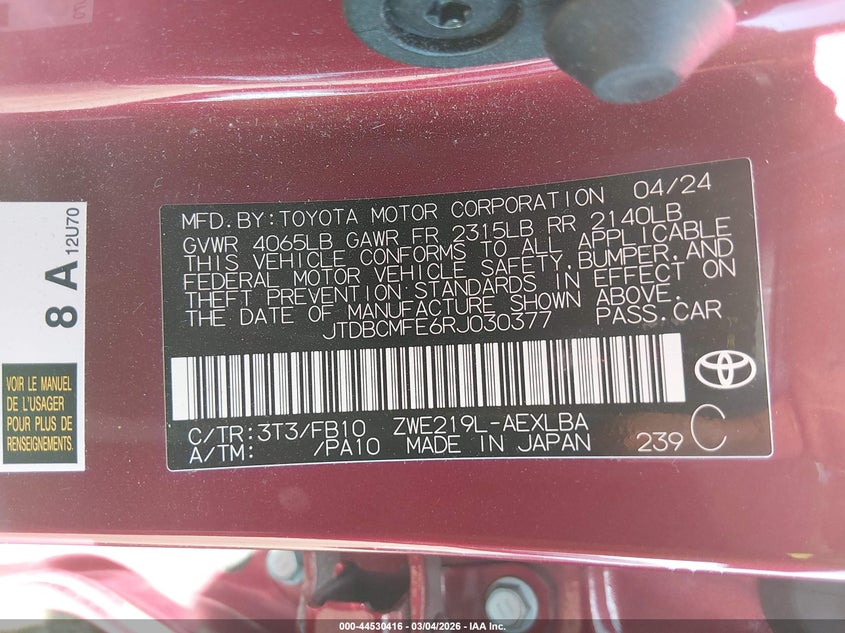 MFD. BY: TOYOTA MOTOR CORPORATION 04/24
GVWR 4065LB GAWR FR 2315LB RR 2140LB
THIS VEHICLE CONFORMS TO ALL APPLICABLE
FEDERAL MOTOR VEHICLE SAFETY, BUMPER, AND
THEFT PREVENTION STANDARDS IN EFFECT ON
THE DATE OF MANUFACTURE SHOWN ABOVE.
JTDBCMFE6RJ030377 PASS. CAR
C/TR: 3T3/FB10 ZWE219L-AEXLBA
A/TM: /PA10 MADE IN JAPAN 239 C
8 A 12U70
VOIR LE MANUEL
DE L'USAGER
POUR PLUS DE
RENSEIGNEMENTS.
000-44530416 - 03/04/2026 - IAA Inc.